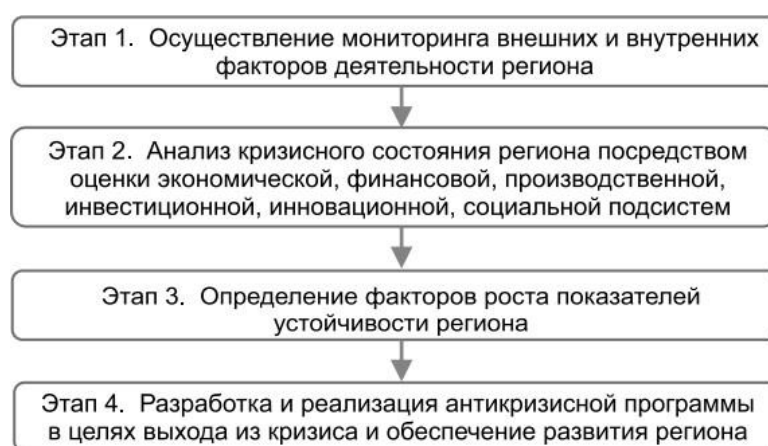 Этап 1. Осуществление мониторинга внешних и внутренних
факторов деятельности региона
Этап 2. Анализ кризисного состояния региона посредством
оценки экономической, финансовой, производственной,
инвестиционной, инновационной, социальной подсистем
Этап 3. Определение факторов роста показателей
устойчивости региона
Этап 4. Разработка и реализация антикризисной программы
в целях выхода из кризиса и обеспечение развития региона